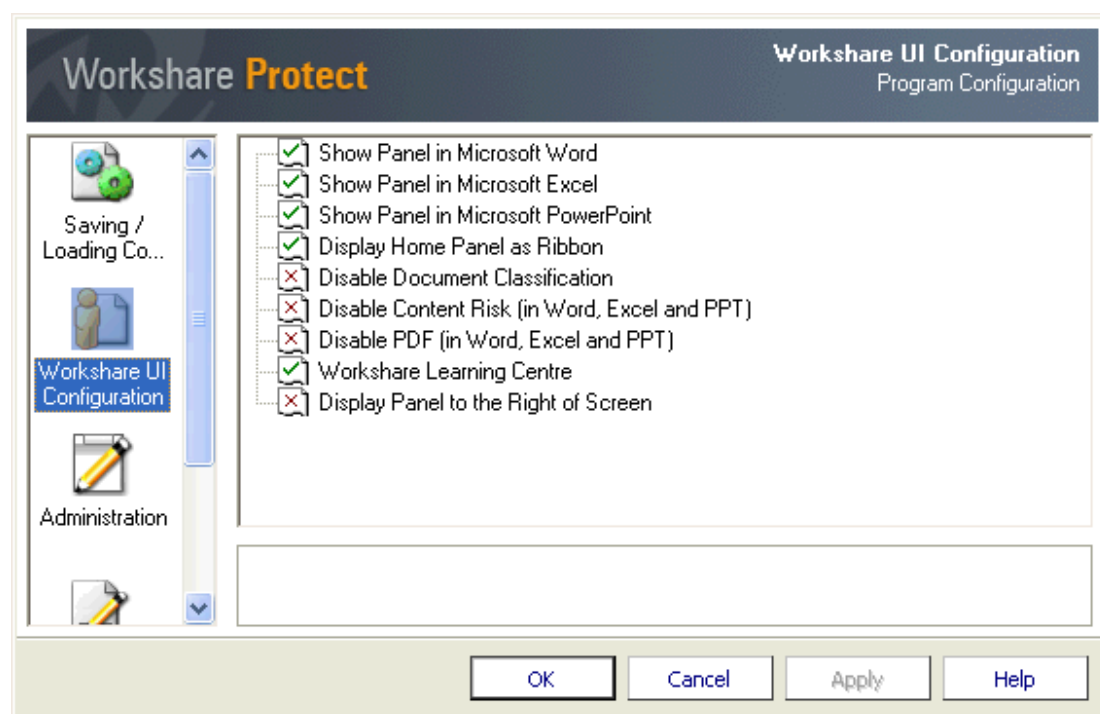 Workshare Protect
Workshare UI Configuration
Program Configuration
Saving /
Loading Co...
Workshare UI
Configuration
Administration
Show Panel in Microsoft Word
Show Panel in Microsoft Excel
Show Panel in Microsoft PowerPoint
Display Home Panel as Ribbon
Disable Document Classification
Disable Content Risk (in Word, Excel and PPT)
Disable PDF (in Word, Excel and PPT)
Workshare Learning Centre
Display Panel to the Right of Screen
OK
Cancel
Apply
Help